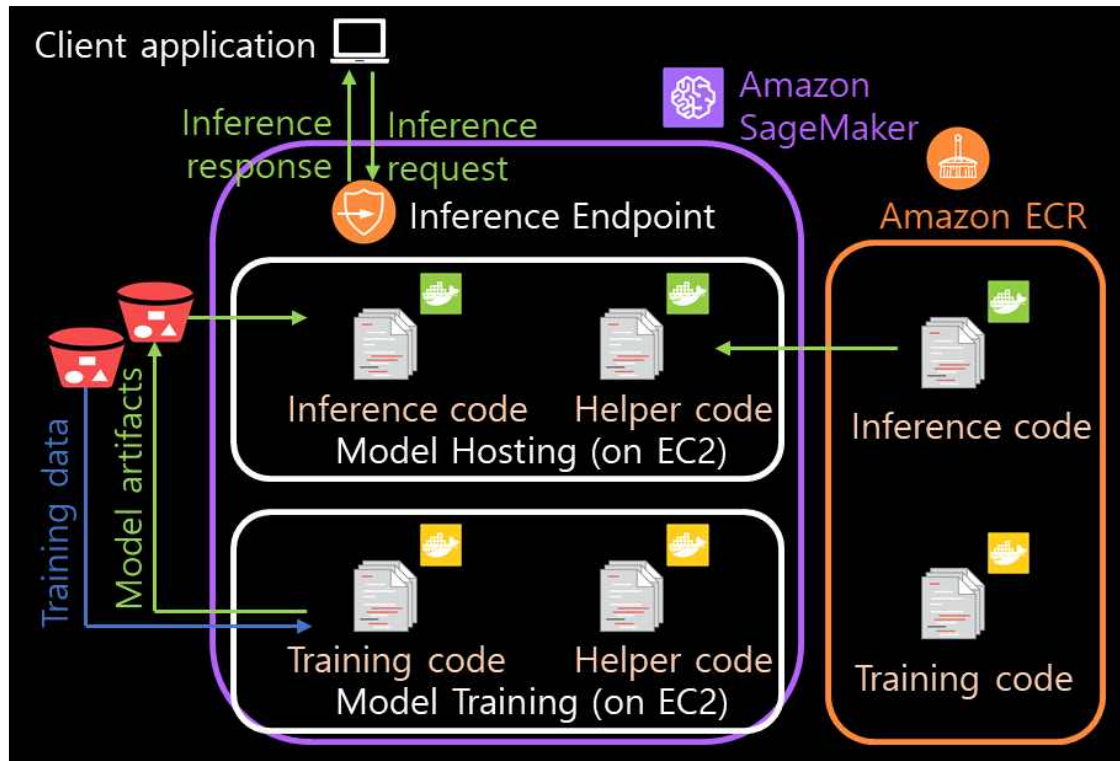 Client application
Amazon
SageMaker
Inference
response
Inference
request
Amazon ECR
Inference Endpoint
Inference code
Helper code
Model Hosting (on EC2)
Inference code
Training data
Model artifacts
Training code
Helper code
Model Training (on EC2)
Training code